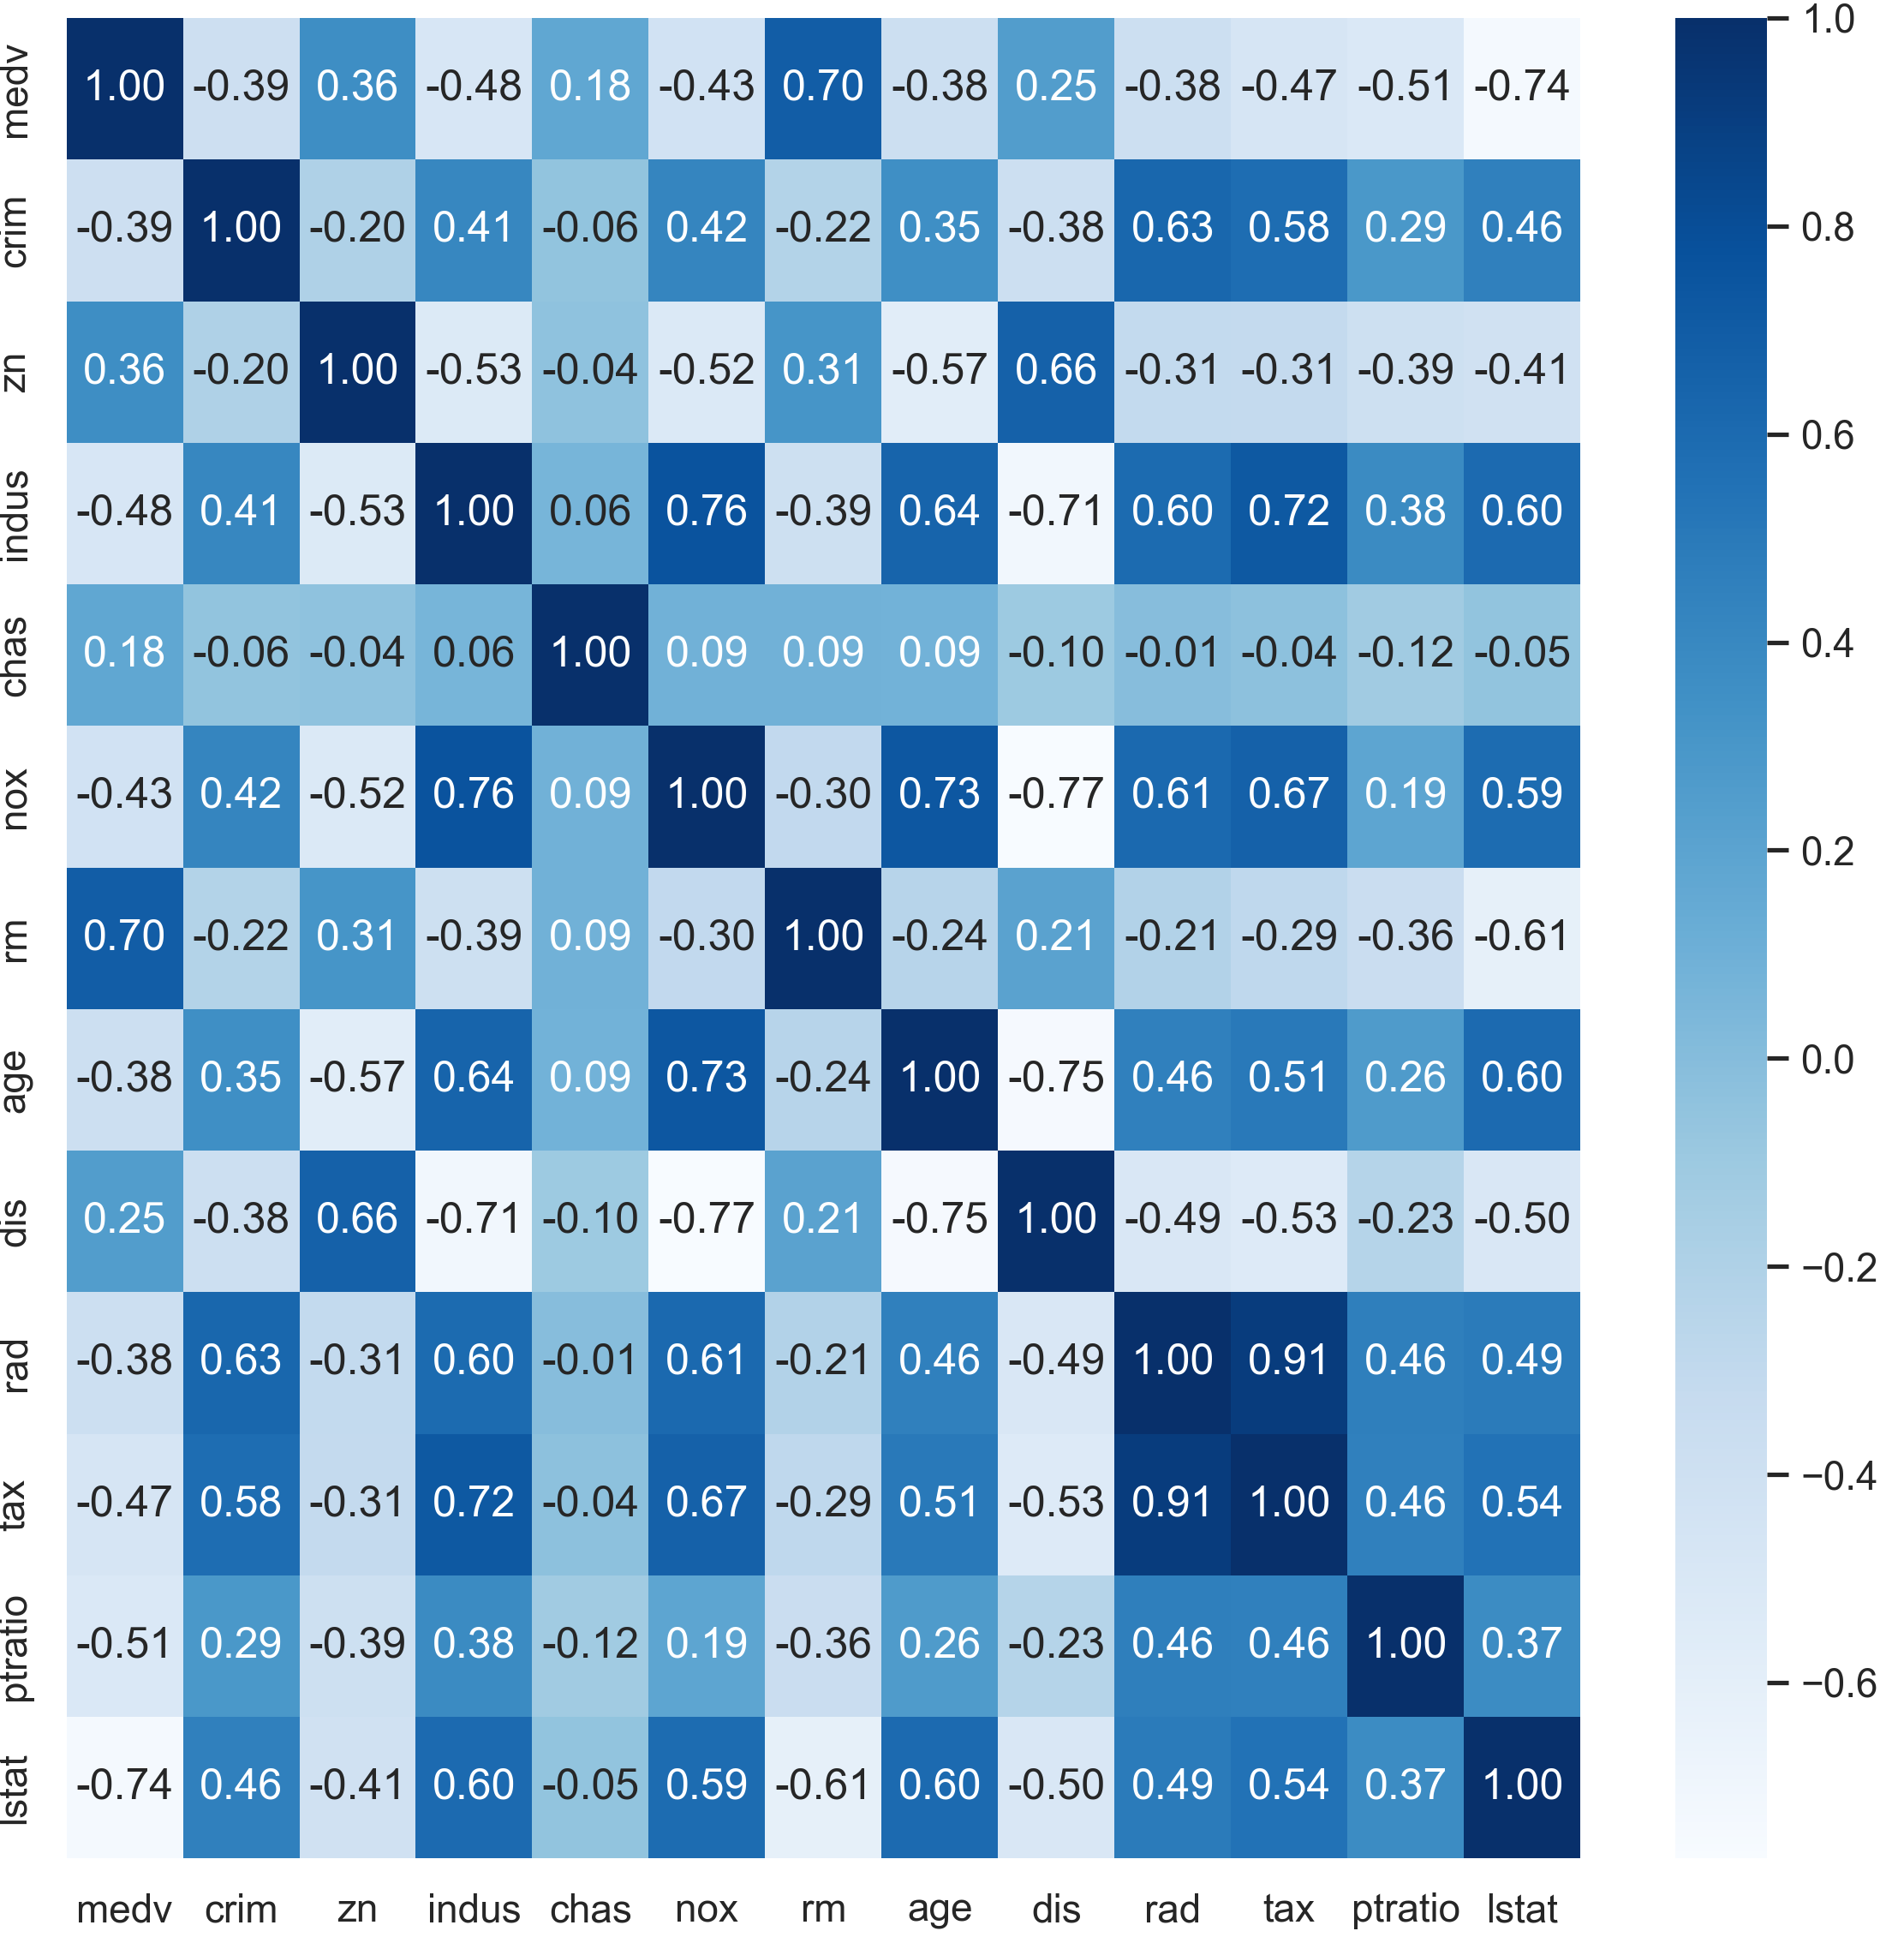 medv 1.00 -0.39 0.36 -0.48 0.18 -0.43 0.70 -0.38 0.25 -0.38 -0.47 -0.51 -0.74
crim -0.39 1.00 -0.20 0.41 -0.06 0.42 -0.22 0.35 -0.38 0.63 0.58 0.29 0.46
zn 0.36 -0.20 1.00 -0.53 -0.04 -0.52 0.31 -0.57 0.66 -0.31 -0.31 -0.39 -0.41
indus -0.48 0.41 -0.53 1.00 0.06 0.76 -0.39 0.64 -0.71 0.60 0.72 0.38 0.60
chas 0.18 -0.06 -0.04 0.06 1.00 0.09 0.09 0.09 -0.10 -0.01 -0.04 -0.12 -0.05
nox -0.43 0.42 -0.52 0.76 0.09 1.00 -0.30 0.73 -0.77 0.61 0.67 0.19 0.59
rm 0.70 -0.22 0.31 -0.39 0.09 -0.30 1.00 -0.24 0.21 -0.21 -0.29 -0.36 -0.61
age -0.38 0.35 -0.57 0.64 0.09 0.73 -0.24 1.00 -0.75 0.46 0.51 0.26 0.60
dis 0.25 -0.38 0.66 -0.71 -0.10 -0.77 0.21 -0.75 1.00 -0.49 -0.53 -0.23 -0.50
rad -0.38 0.63 -0.31 0.60 -0.01 0.61 -0.21 0.46 -0.49 1.00 0.91 0.46 0.49
tax -0.47 0.58 -0.31 0.72 -0.04 0.67 -0.29 0.51 -0.53 0.91 1.00 0.46 0.54
ptratio -0.51 0.29 -0.39 0.38 -0.12 0.19 -0.36 0.26 -0.23 0.46 0.46 1.00 0.37
lstat -0.74 0.46 -0.41 0.60 -0.05 0.59 -0.61 0.60 -0.50 0.49 0.54 0.37 1.00
medv crim zn indus chas nox rm age dis rad tax ptratio lstat
1.0
0.8
0.6
0.4
0.2
0.0
−0.2
−0.4
−0.6